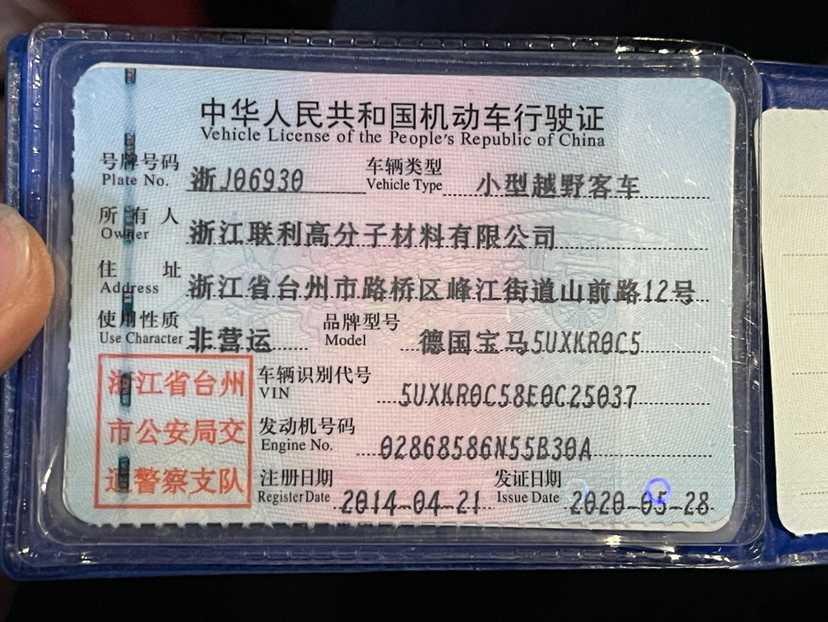 中华人民共和国机动车行驶证
Vehicle License of the People's Republic of China
号牌号码 Plate No. 浙J06930 车辆类型 Vehicle Type 小型越野客车
所有人 Owner 浙江联利高分子材料有限公司
住址 Address 浙江省台州市路桥区峰江街道山前路12号
使用性质 Use Character 非营运 品牌型号 Model 德国宝马5UXKR0C5
浙江省台州
市公安局交
通警察支队
车辆识别代号 VIN 5UXKR0C58E0C25037
发动机号码 Engine No. 02868586N55B30A
注册日期 Register Date 2014-04-21 发证日期 Issue Date 2020-05-28